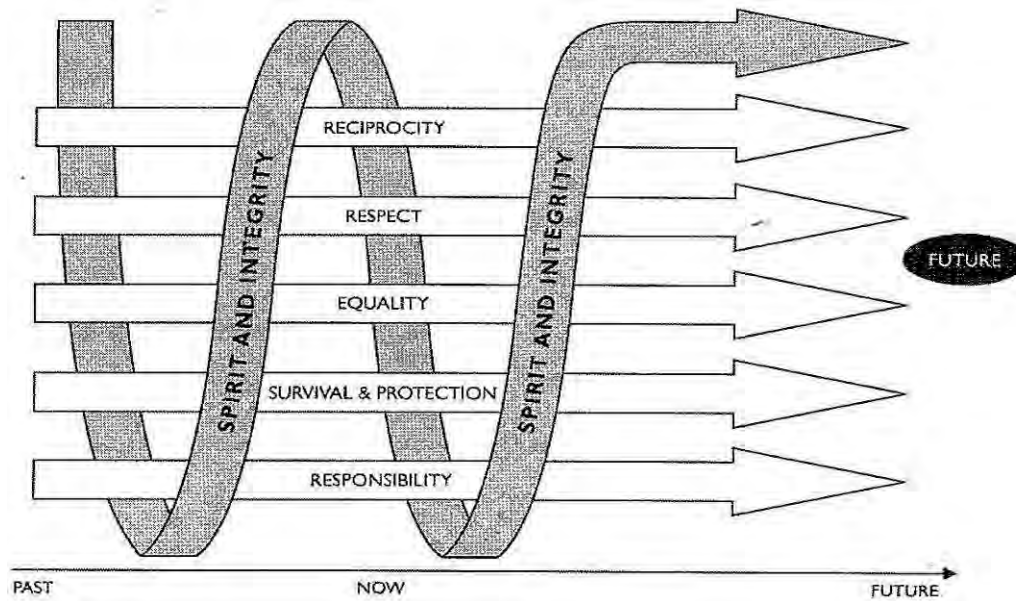 RECIPROCITY
RESPECT
EQUALITY
SURVIVAL & PROTECTION
RESPONSIBILITY
SPIRIT AND INTEGRITY
SPIRIT AND INTEGRITY
FUTURE
PAST
NOW
FUTURE